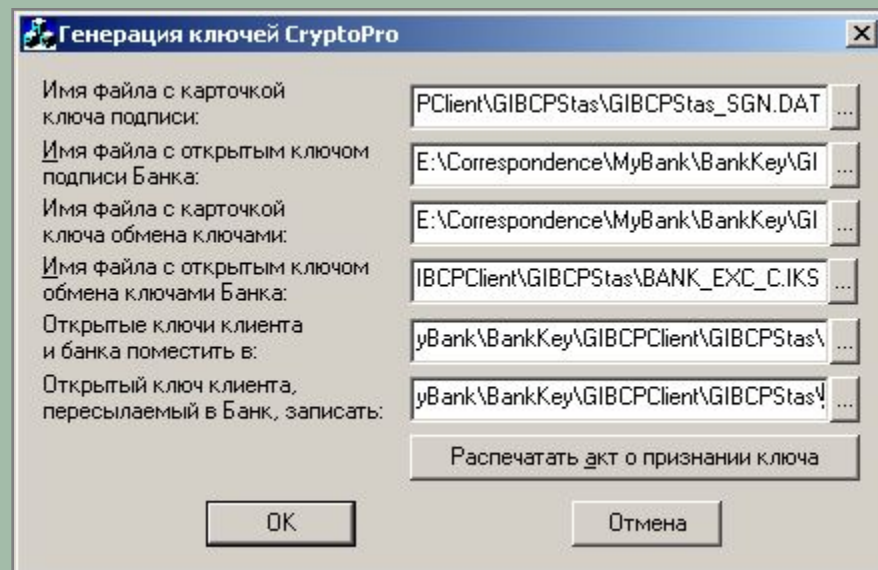 Генерация ключей CryptoPro
Имя файла с карточкой
ключа подписи:
PClient\GIBCPStas\GIBCPStas_SGN.DAT
...
Имя файла с открытым ключом
подписи Банка:
E:\Correspondence\MyBank\BankKey\GI
...
Имя файла с карточкой
ключа обмена ключами:
E:\Correspondence\MyBank\BankKey\GI
...
Имя файла с открытым ключом
обмена ключами Банка:
IBCPClient\GIBCPStas\BANK_EXC_C.IKS
...
Открытые ключи клиента
и банка поместить в:
yBank\BankKey\GIBCPClient\GIBCPStas\
...
Открытый ключ клиента,
пересылаемый в Банк, записать:
yBank\BankKey\GIBCPClient\GIBCPStas\
...
Распечатать акт о признании ключа
OK
Отмена